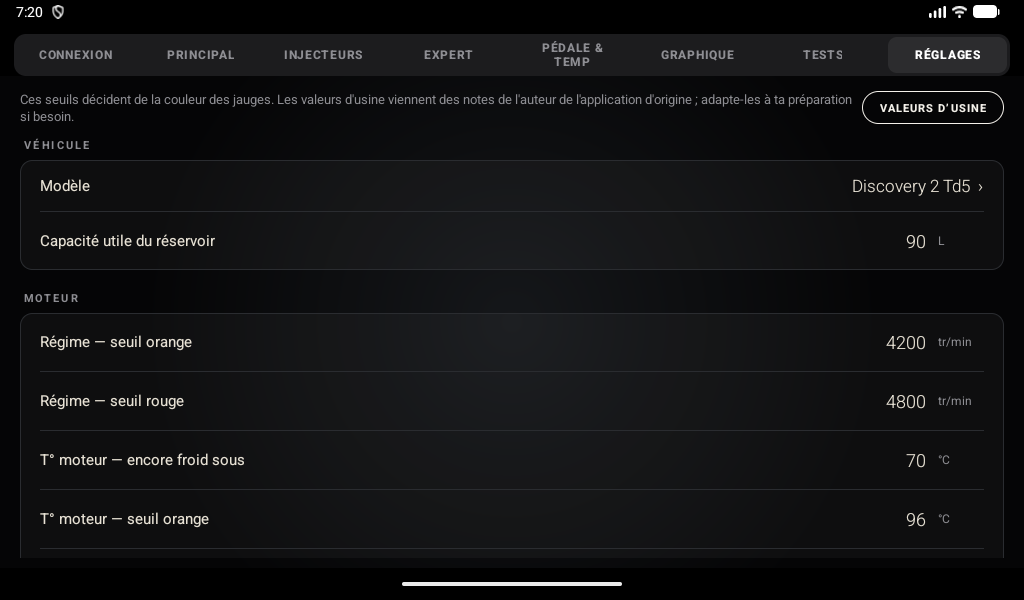 7:20
CONNEXION
PRINCIPAL
INJECTEURS
EXPERT
PÉDALE &
TEMP
GRAPHIQUE
TESTS
RÉGLAGES
Ces seuils décident de la couleur des jauges. Les valeurs d'usine viennent des notes de l'auteur de l'application d'origine ; adapte-les à ta préparation
si besoin.
VALEURS D'USINE
VÉHICULE
Modèle
Discovery 2 Td5 ›
Capacité utile du réservoir
90 L
MOTEUR
Régime — seuil orange
4200 tr/min
Régime — seuil rouge
4800 tr/min
T° moteur — encore froid sous
70 °C
T° moteur — seuil orange
96 °C